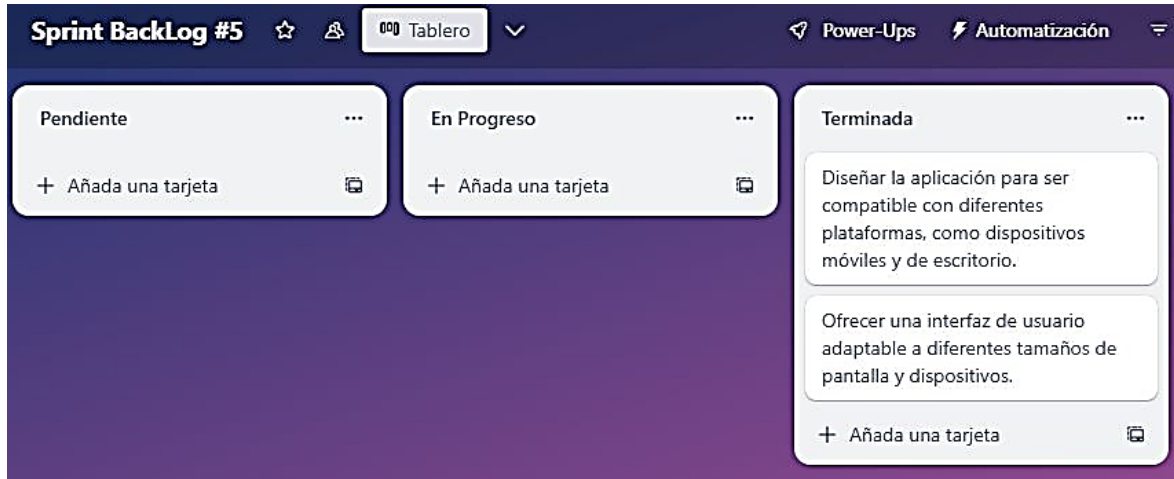 Sprint BackLog #5 Tablero Power-Ups Automatización
Pendiente
+ Añada una tarjeta
En Progreso
+ Añada una tarjeta
Terminada
Diseñar la aplicación para ser
compatible con diferentes
plataformas, como dispositivos
móviles y de escritorio.
Ofrecer una interfaz de usuario
adaptable a diferentes tamaños de
pantalla y dispositivos.
+ Añada una tarjeta